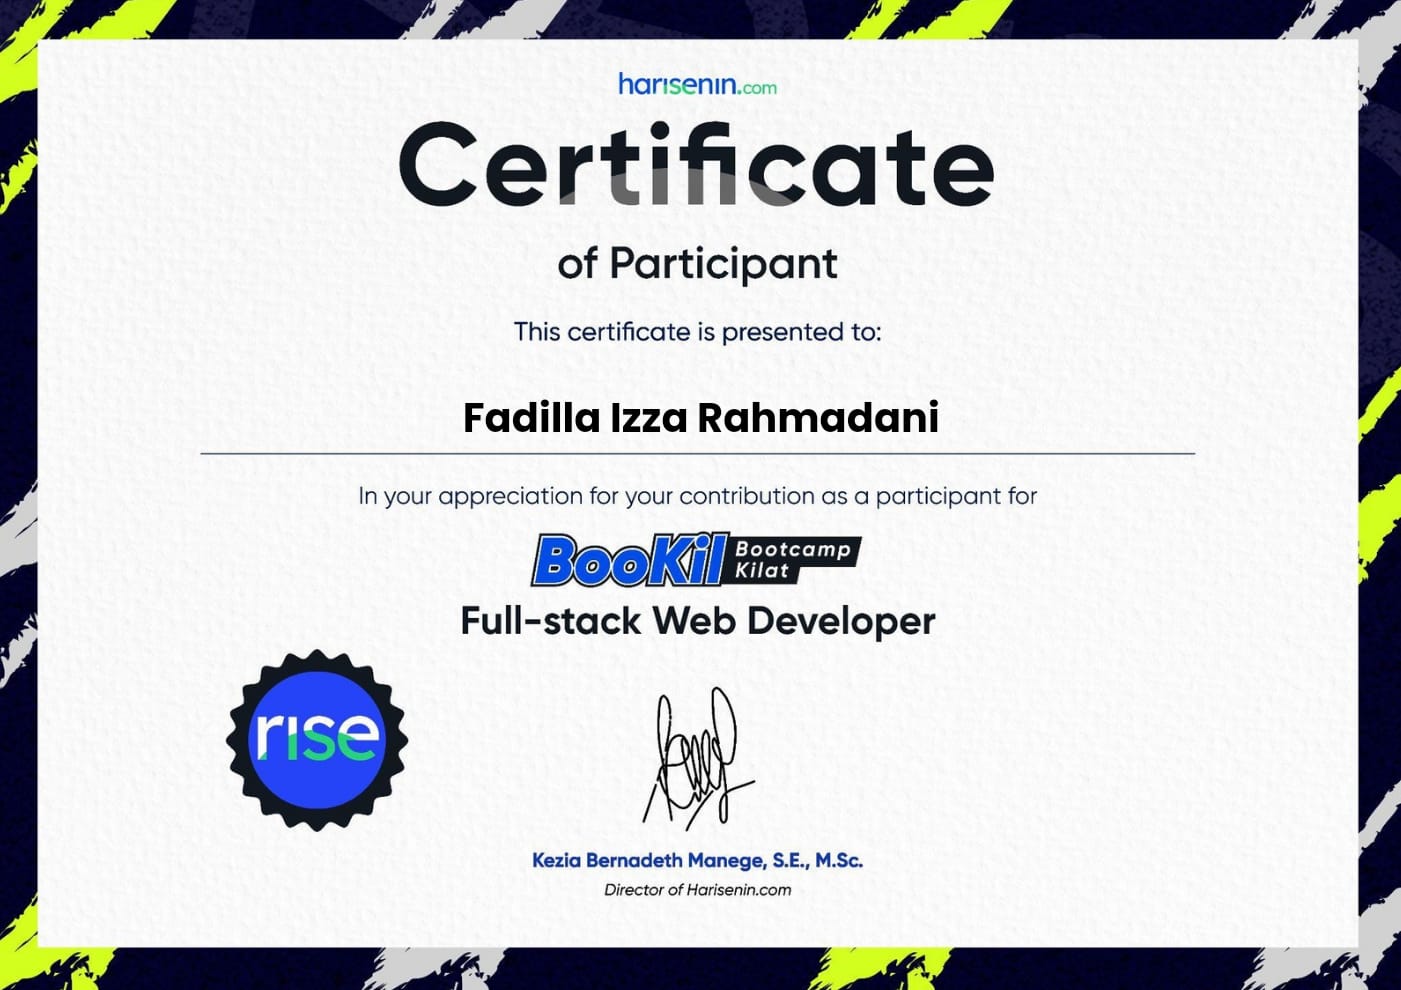 harisenin.com
Certificate
of Participant
This certificate is presented to:
Fadilla Izza Rahmadani
In your appreciation for your contribution as a participant for
BooKil Bootcamp
Kilat
Full-stack Web Developer
rise
Kezia Bernadeth Manege, S.E., M.Sc.
Director of Harisenin.com